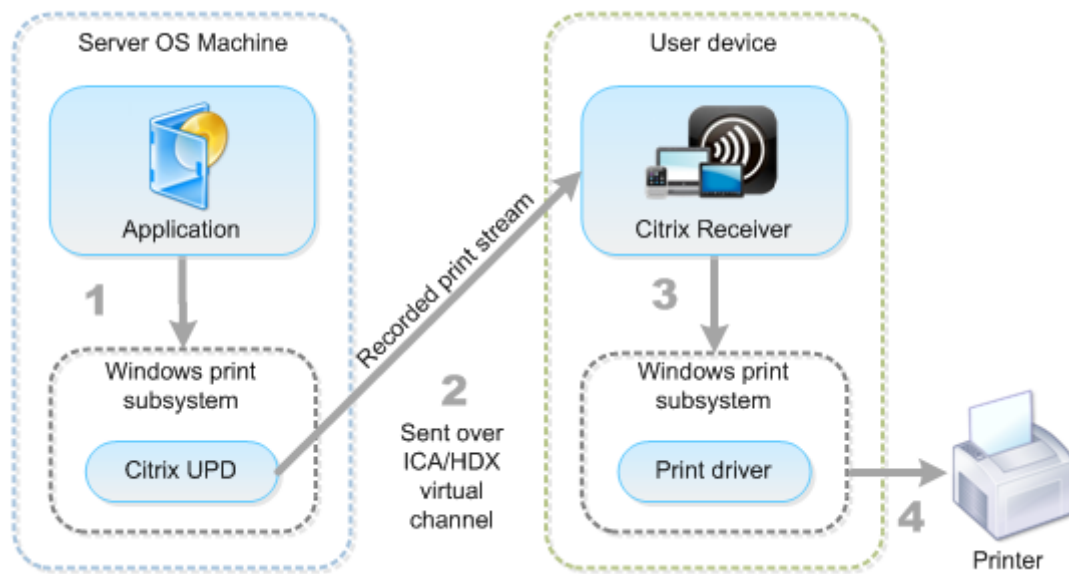 Server OS Machine
Application
1
Windows print
subsystem
Citrix UPD
Recorded print stream
2
Sent over
ICA/HDX
virtual
channel
User device
Citrix Receiver
3
Windows print
subsystem
Print driver
4
Printer